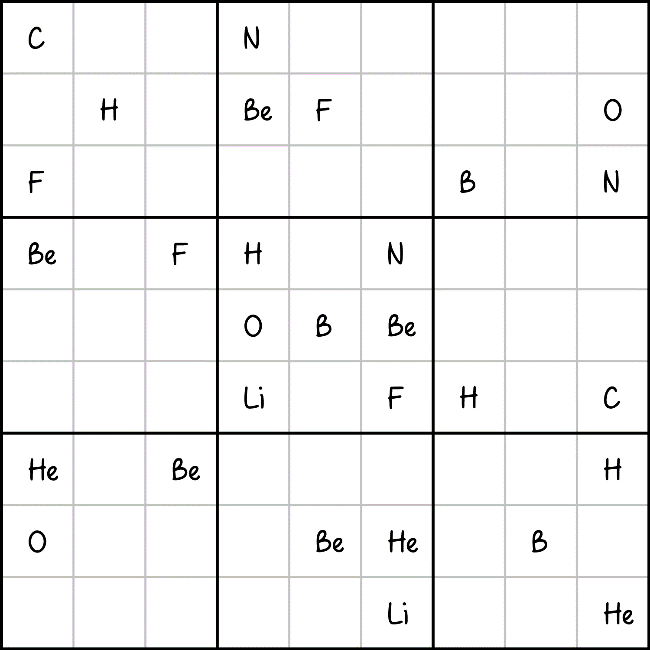 C N
H Be F O
F B N
Be F H N
O B Be
Li F H C
He Be H
O Be He B
Li He